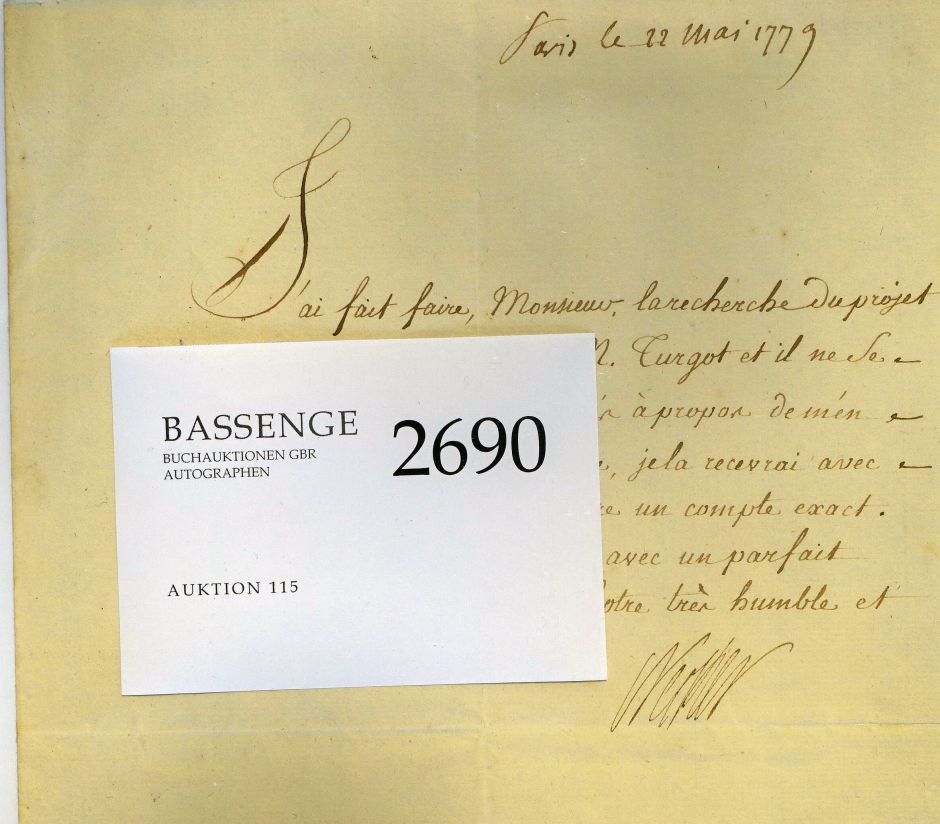 Paris le 22 Mai 1779
J'ai fait faire, Monsieur, la recherche du projet
M. Turgot et il ne se
à propos de m'en
, je la recevrai avec
un compte exact.
avec un parfait
votre très humble et
Necker
BASSENGE
BUCHAUKTIONEN GBR
AUTOGRAPHEN
2690
AUKTION 115